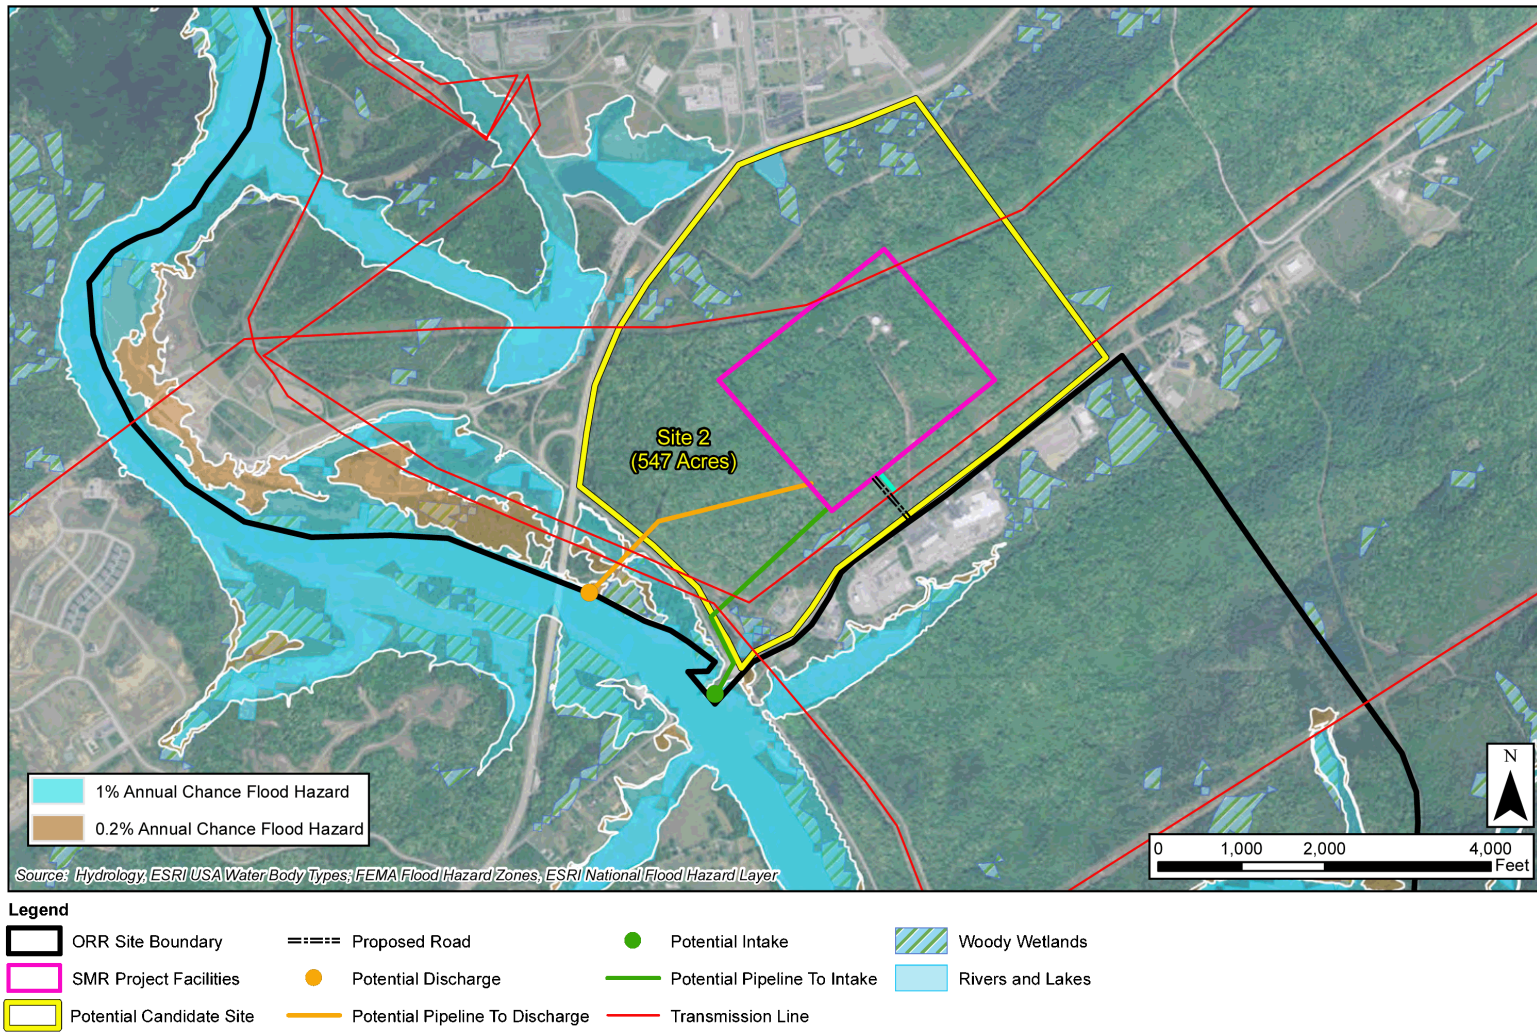 Site 2
(547 Acres)
1% Annual Chance Flood Hazard
0.2% Annual Chance Flood Hazard
N
0 1,000 2,000 4,000
Feet
Source: Hydrology, ESRI USA Water Body Types; FEMA Flood Hazard Zones, ESRI National Flood Hazard Layer
Legend
ORR Site Boundary
Proposed Road
Potential Intake
Woody Wetlands
SMR Project Facilities
Potential Discharge
Potential Pipeline To Intake
Rivers and Lakes
Potential Candidate Site
Potential Pipeline To Discharge
Transmission Line